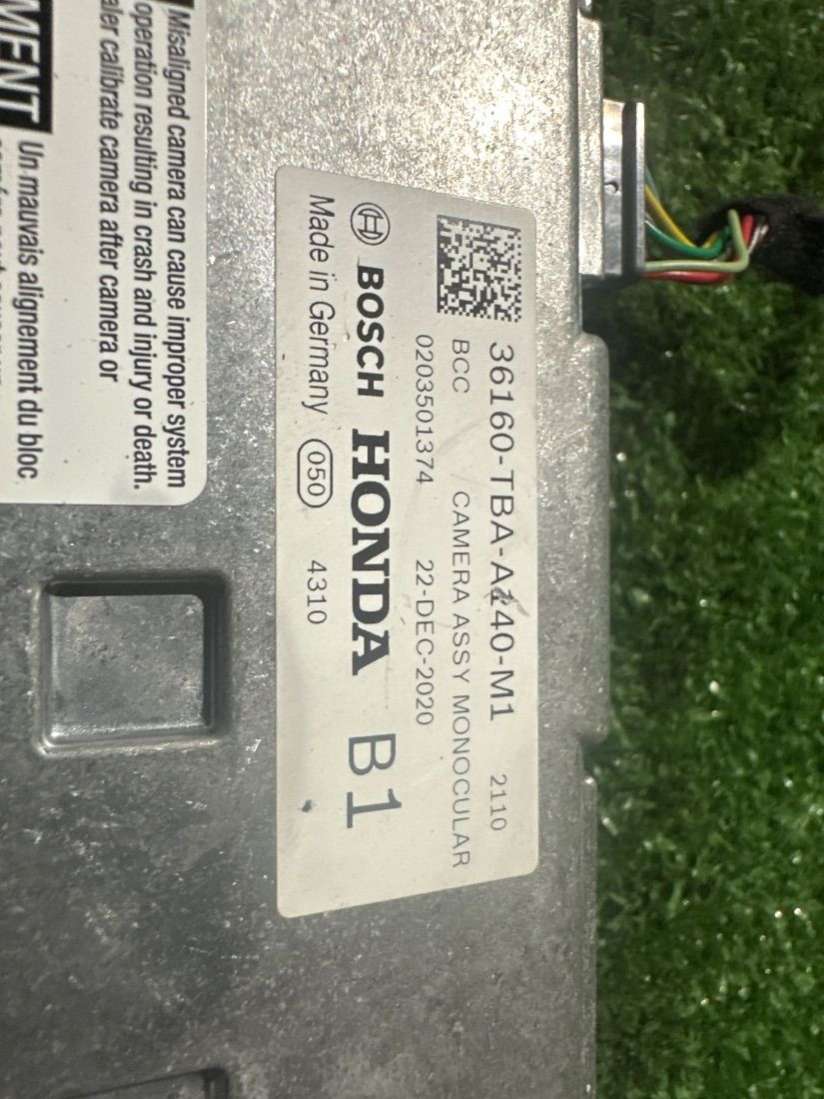 36160-TBA-A140-M1 2110
BCC CAMERA ASSY MONOCULAR
0203501374 22-DEC-2020
BOSCH HONDA B1
Made in Germany 050 4310
Misaligned camera can cause improper system
operation resulting in crash and injury or death.
aler calibrate camera after camera or
MENT Un mauvais alignement du bloc